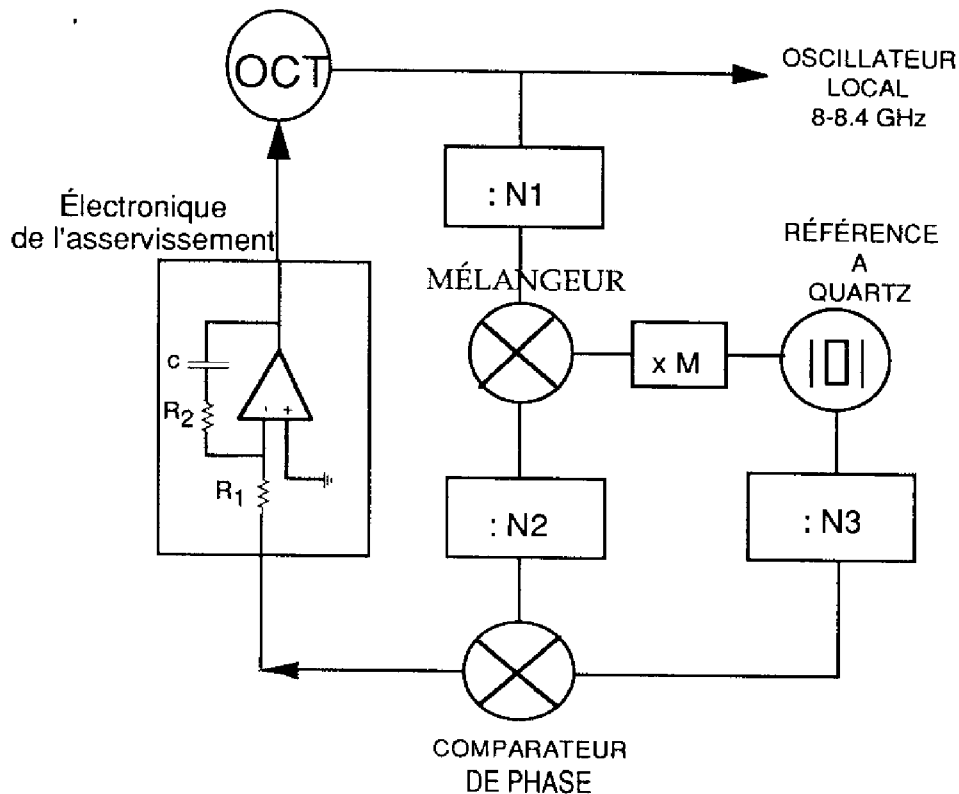 OCT
OSCILLATEUR
LOCAL
8-8.4 GHz
: N1
Électronique
de l'asservissement
RÉFÉRENCE
A
QUARTZ
MÉLANGEUR
x M
c
R2
- +
R1
: N2
: N3
COMPARATEUR
DE PHASE